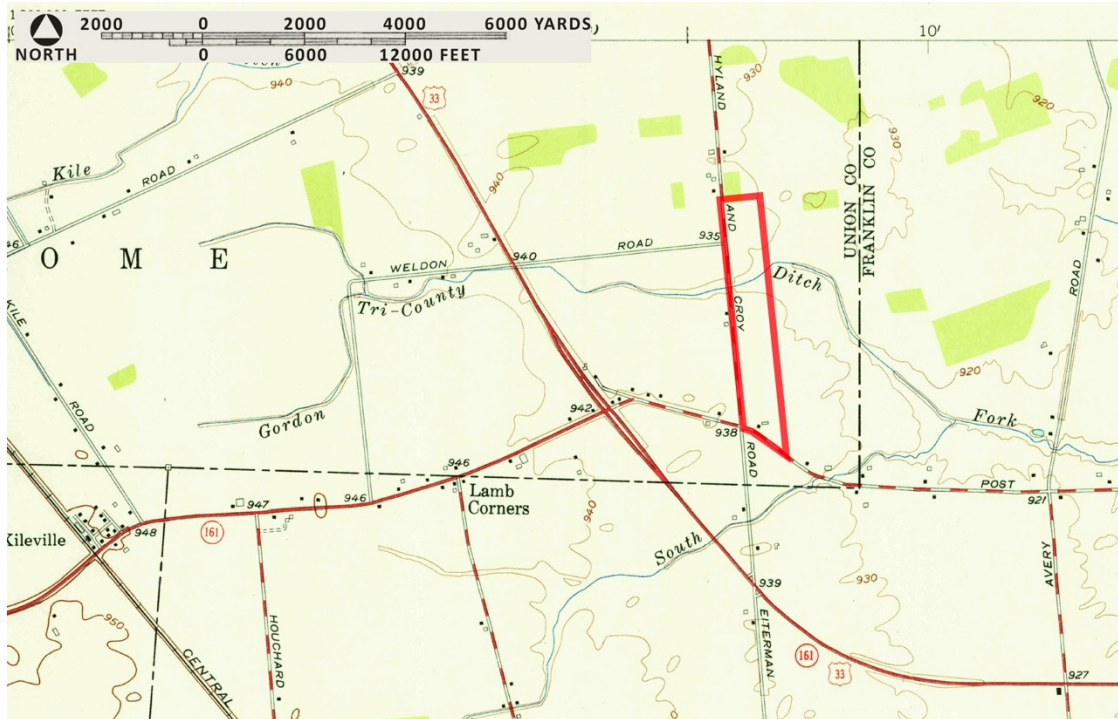 2000 0 2000 4000 6000 YARDS
NORTH 0 6000 12000 FEET
10'
939
33
940
HYLAND
930
920
930
Kile
ROAD
940
UNION CO
FRANKLIN CO
46
O M E
AND
935
ROAD
WELDON
940
Ditch
ROAD
Tri-County
CROY
KILE
920
ROAD
942
Gordon
938
Fork
946
ROAD
POST
946
947
Lamb
Corners
921
161
948
Kileville
940
South
AVERY
930
939
950
HOUCHARD
EITERMAN
CENTRAL
161
33
927